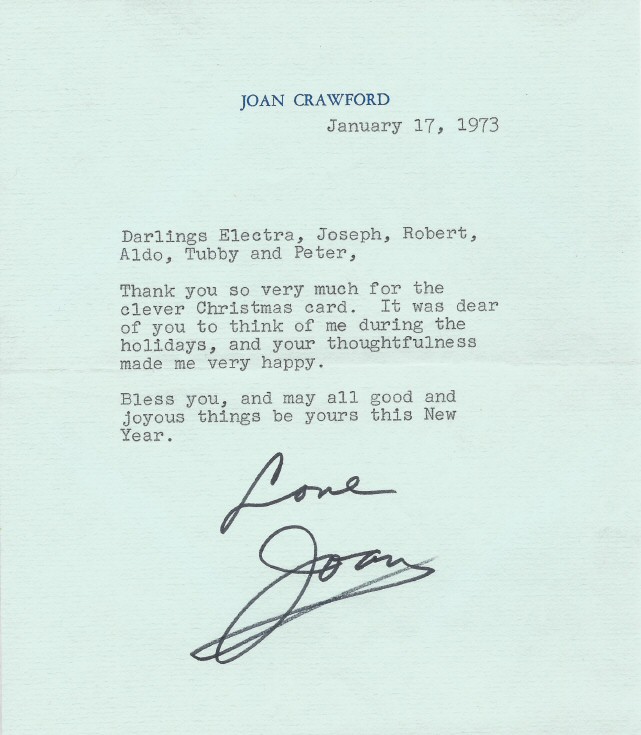 JOAN CRAWFORD
January 17, 1973
Darlings Electra, Joseph, Robert,
Aldo, Tubby and Peter,
Thank you so very much for the
clever Christmas card. It was dear
of you to think of me during the
holidays, and your thoughtfulness
made me very happy.
Bless you, and may all good and
joyous things be yours this New
Year.
Love
Joan